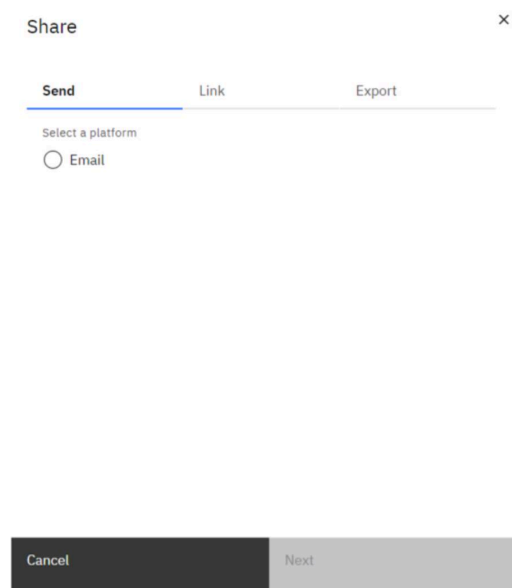 Share
Send Link Export
Select a platform
Email
Cancel Next